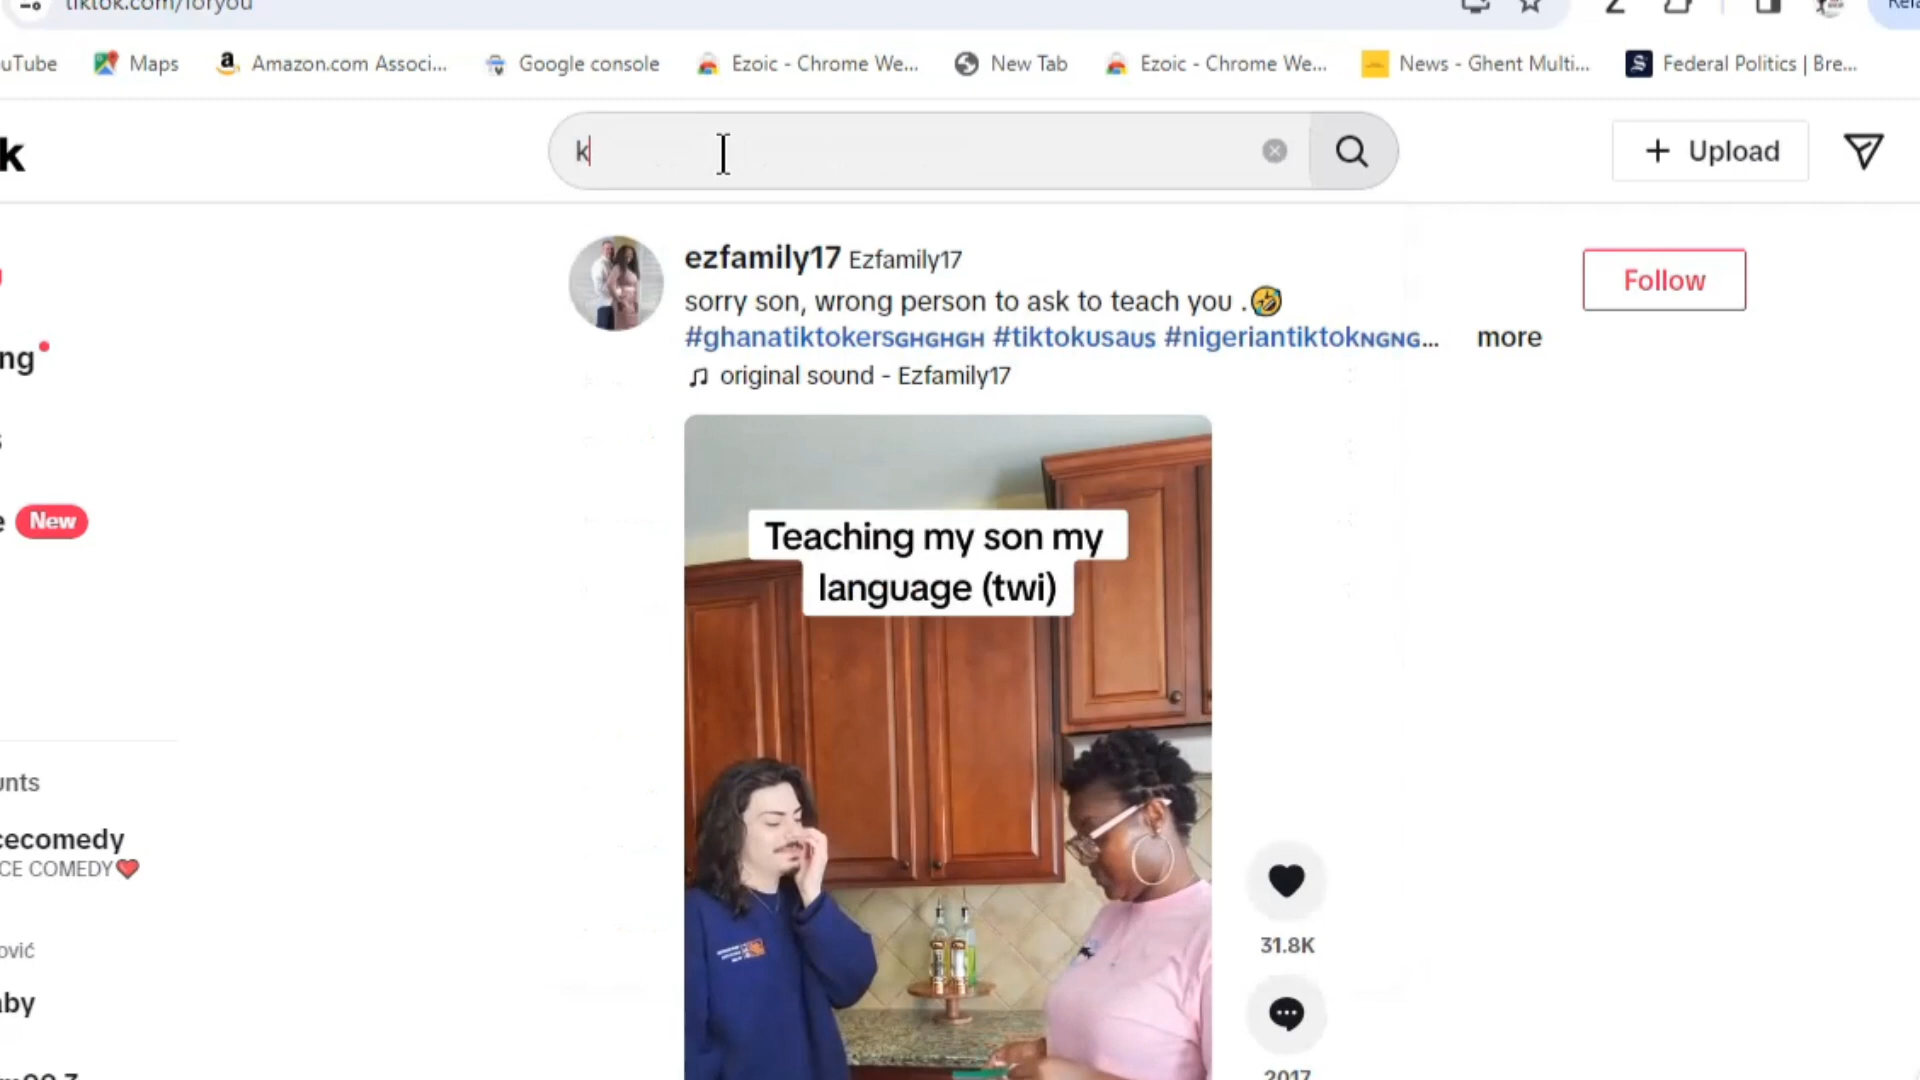 tiktok.com/foryou
Rela
uTube
Maps
Amazon.com Associ...
Google console
Ezoic - Chrome We...
New Tab
Ezoic - Chrome We...
News - Ghent Multi...
Federal Politics | Bre...
k
k
+ Upload
ezfamily17 Ezfamily17
Follow
sorry son, wrong person to ask to teach you .🤣
#ghanatiktokersGHGHGH #tiktokusaus #nigeriantiktokNGNG... more
original sound - Ezfamily17
ng
e New
Teaching my son my
language (twi)
unts
cecomedy
CE COMEDY❤️
ović
aby
31.8K
2017